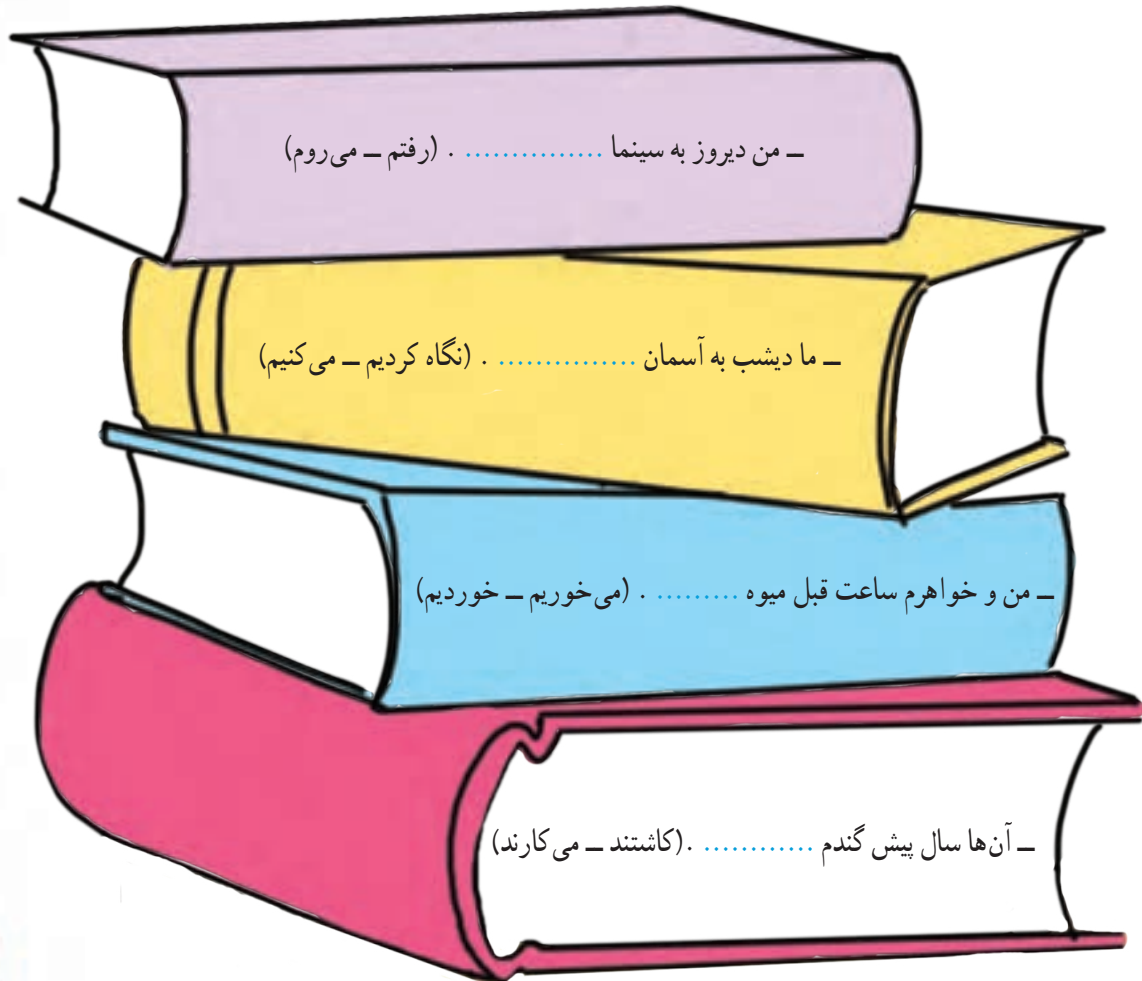 ــ من دیروز به سینما ............... . (رفتم ــ می‌روم)
ــ ما دیشب به آسمان ............... . (نگاه کردیم ــ می‌کنیم)
ــ من و خواهرم ساعت قبل میوه ......... . (می‌خوریم ــ خوردیم)
ــ آن‌ها سال پیش گندم ............ .(کاشتند ــ می‌کارند)